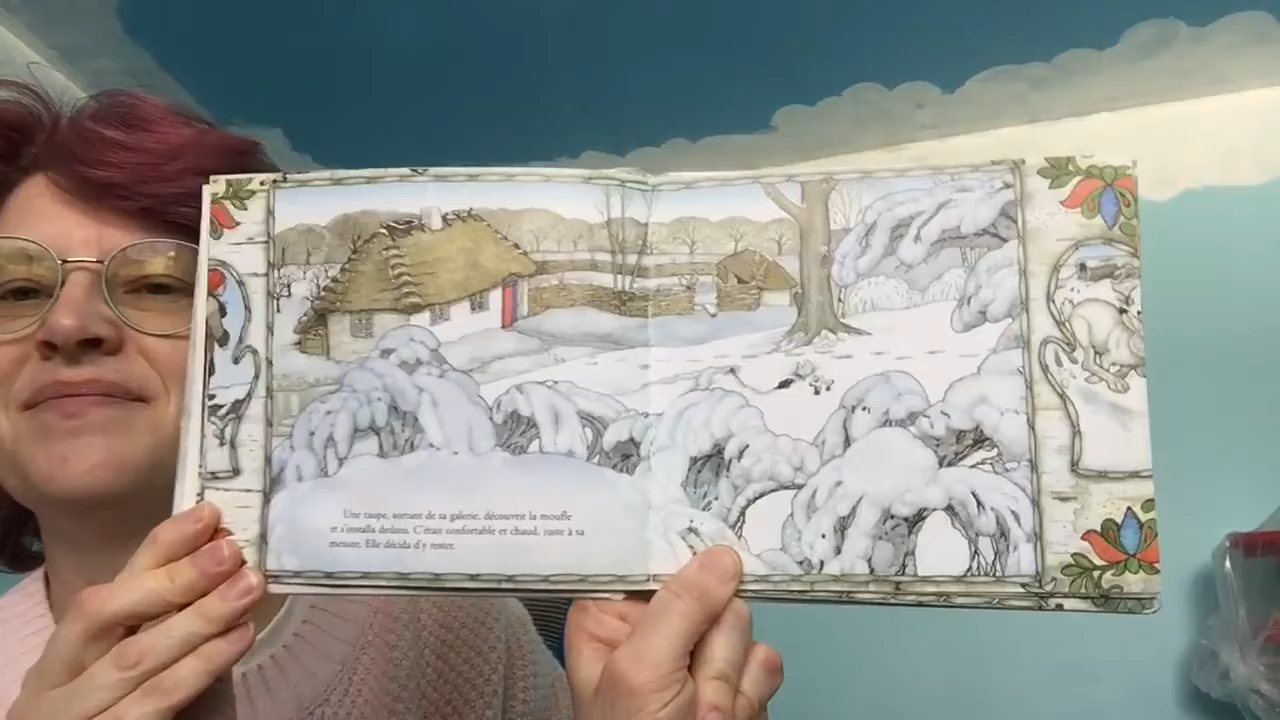 Une taupe, sortant de sa galerie, découvrit la moufle
et s'installa dedans. C'était confortable et chaud, juste à sa
mesure. Elle décida d'y rester.